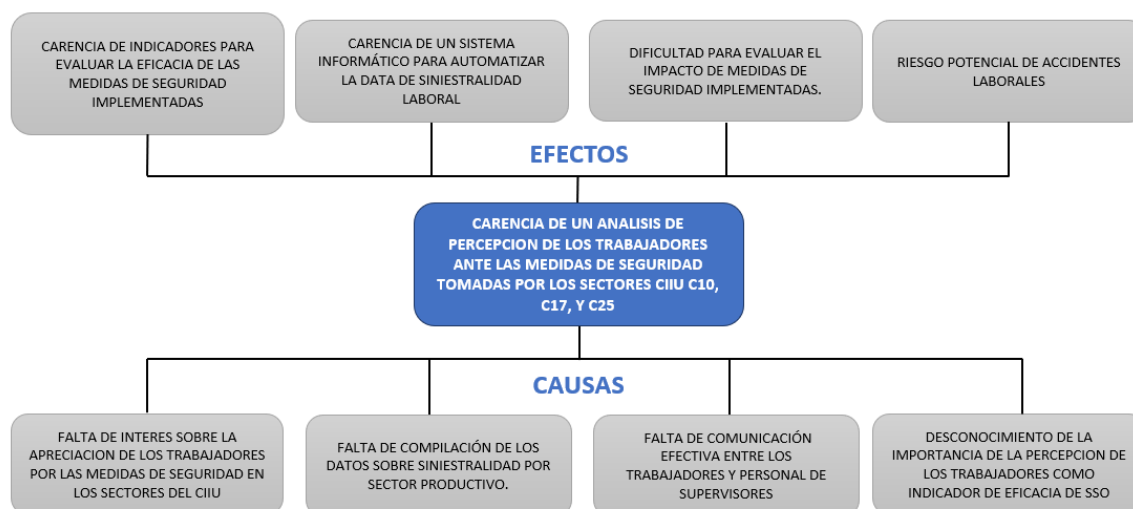 CARENCIA DE INDICADORES PARA
EVALUAR LA EFICACIA DE LAS
MEDIDAS DE SEGURIDAD
IMPLEMENTADAS
CARENCIA DE UN SISTEMA
INFORMÁTICO PARA AUTOMATIZAR
LA DATA DE SINIESTRALIDAD
LABORAL
DIFICULTAD PARA EVALUAR EL
IMPACTO DE MEDIDAS DE
SEGURIDAD IMPLEMENTADAS.
RIESGO POTENCIAL DE ACCIDENTES
LABORALES
EFECTOS
CARENCIA DE UN ANALISIS DE
PERCEPCION DE LOS TRABAJADORES
ANTE LAS MEDIDAS DE SEGURIDAD
TOMADAS POR LOS SECTORES CIIU C10,
C17, Y C25
CAUSAS
FALTA DE INTERES SOBRE LA
APRECIACION DE LOS TRABAJADORES
POR LAS MEDIDAS DE SEGURIDAD EN
LOS SECTORES DEL CIIU
FALTA DE COMPILACIÓN DE LOS
DATOS SOBRE SINIESTRALIDAD POR
SECTOR PRODUCTIVO.
FALTA DE COMUNICACIÓN
EFECTIVA ENTRE LOS
TRABAJADORES Y PERSONAL DE
SUPERVISORES
DESCONOCIMIENTO DE LA
IMPORTANCIA DE LA PERCEPCION DE
LOS TRABAJADORES COMO
INDICADOR DE EFICACIA DE SSO